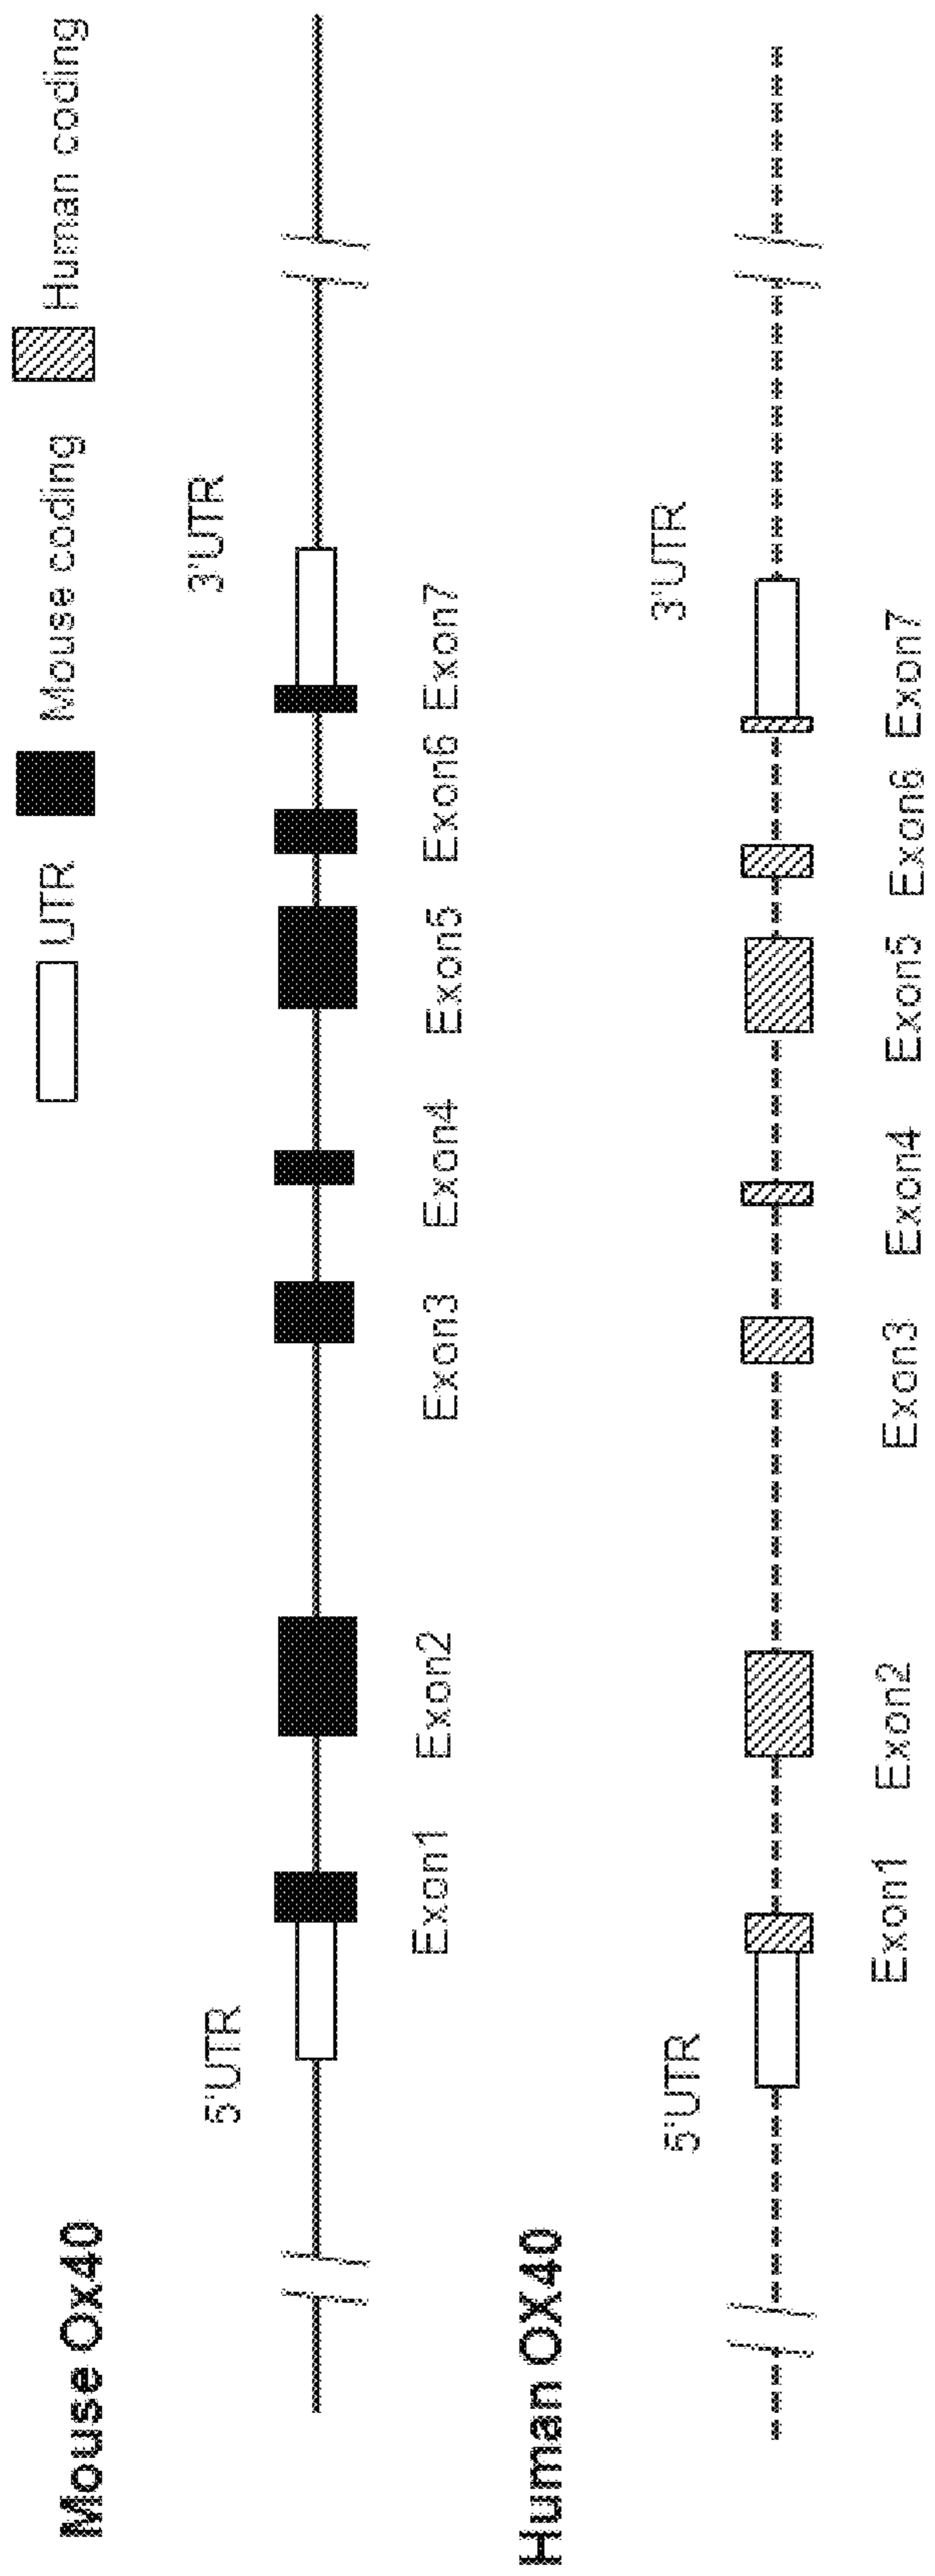 UTR Mouse coding Human coding
Mouse Ox40
5'UTR 3'UTR
Exon1 Exon2 Exon3 Exon4 Exon5 Exon6 Exon7
Human OX40
5'UTR 3'UTR
Exon1 Exon2 Exon3 Exon4 Exon5 Exon6 Exon7